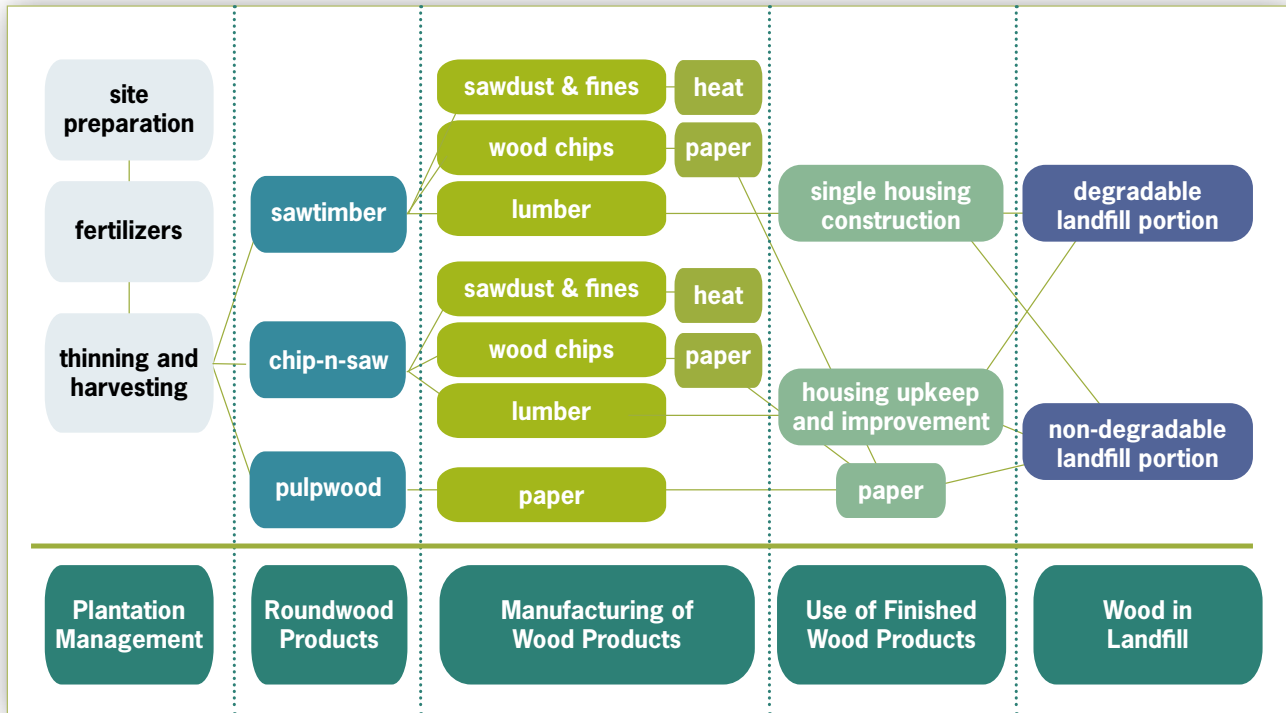 site
preparation
fertilizers
thinning and
harvesting
sawtimber
chip-n-saw
pulpwood
sawdust & fines
heat
wood chips
paper
lumber
sawdust & fines
heat
wood chips
paper
lumber
paper
single housing
construction
housing upkeep
and improvement
paper
degradable
landfill portion
non-degradable
landfill portion
Plantation
Management
Roundwood
Products
Manufacturing of
Wood Products
Use of Finished
Wood Products
Wood in
Landfill